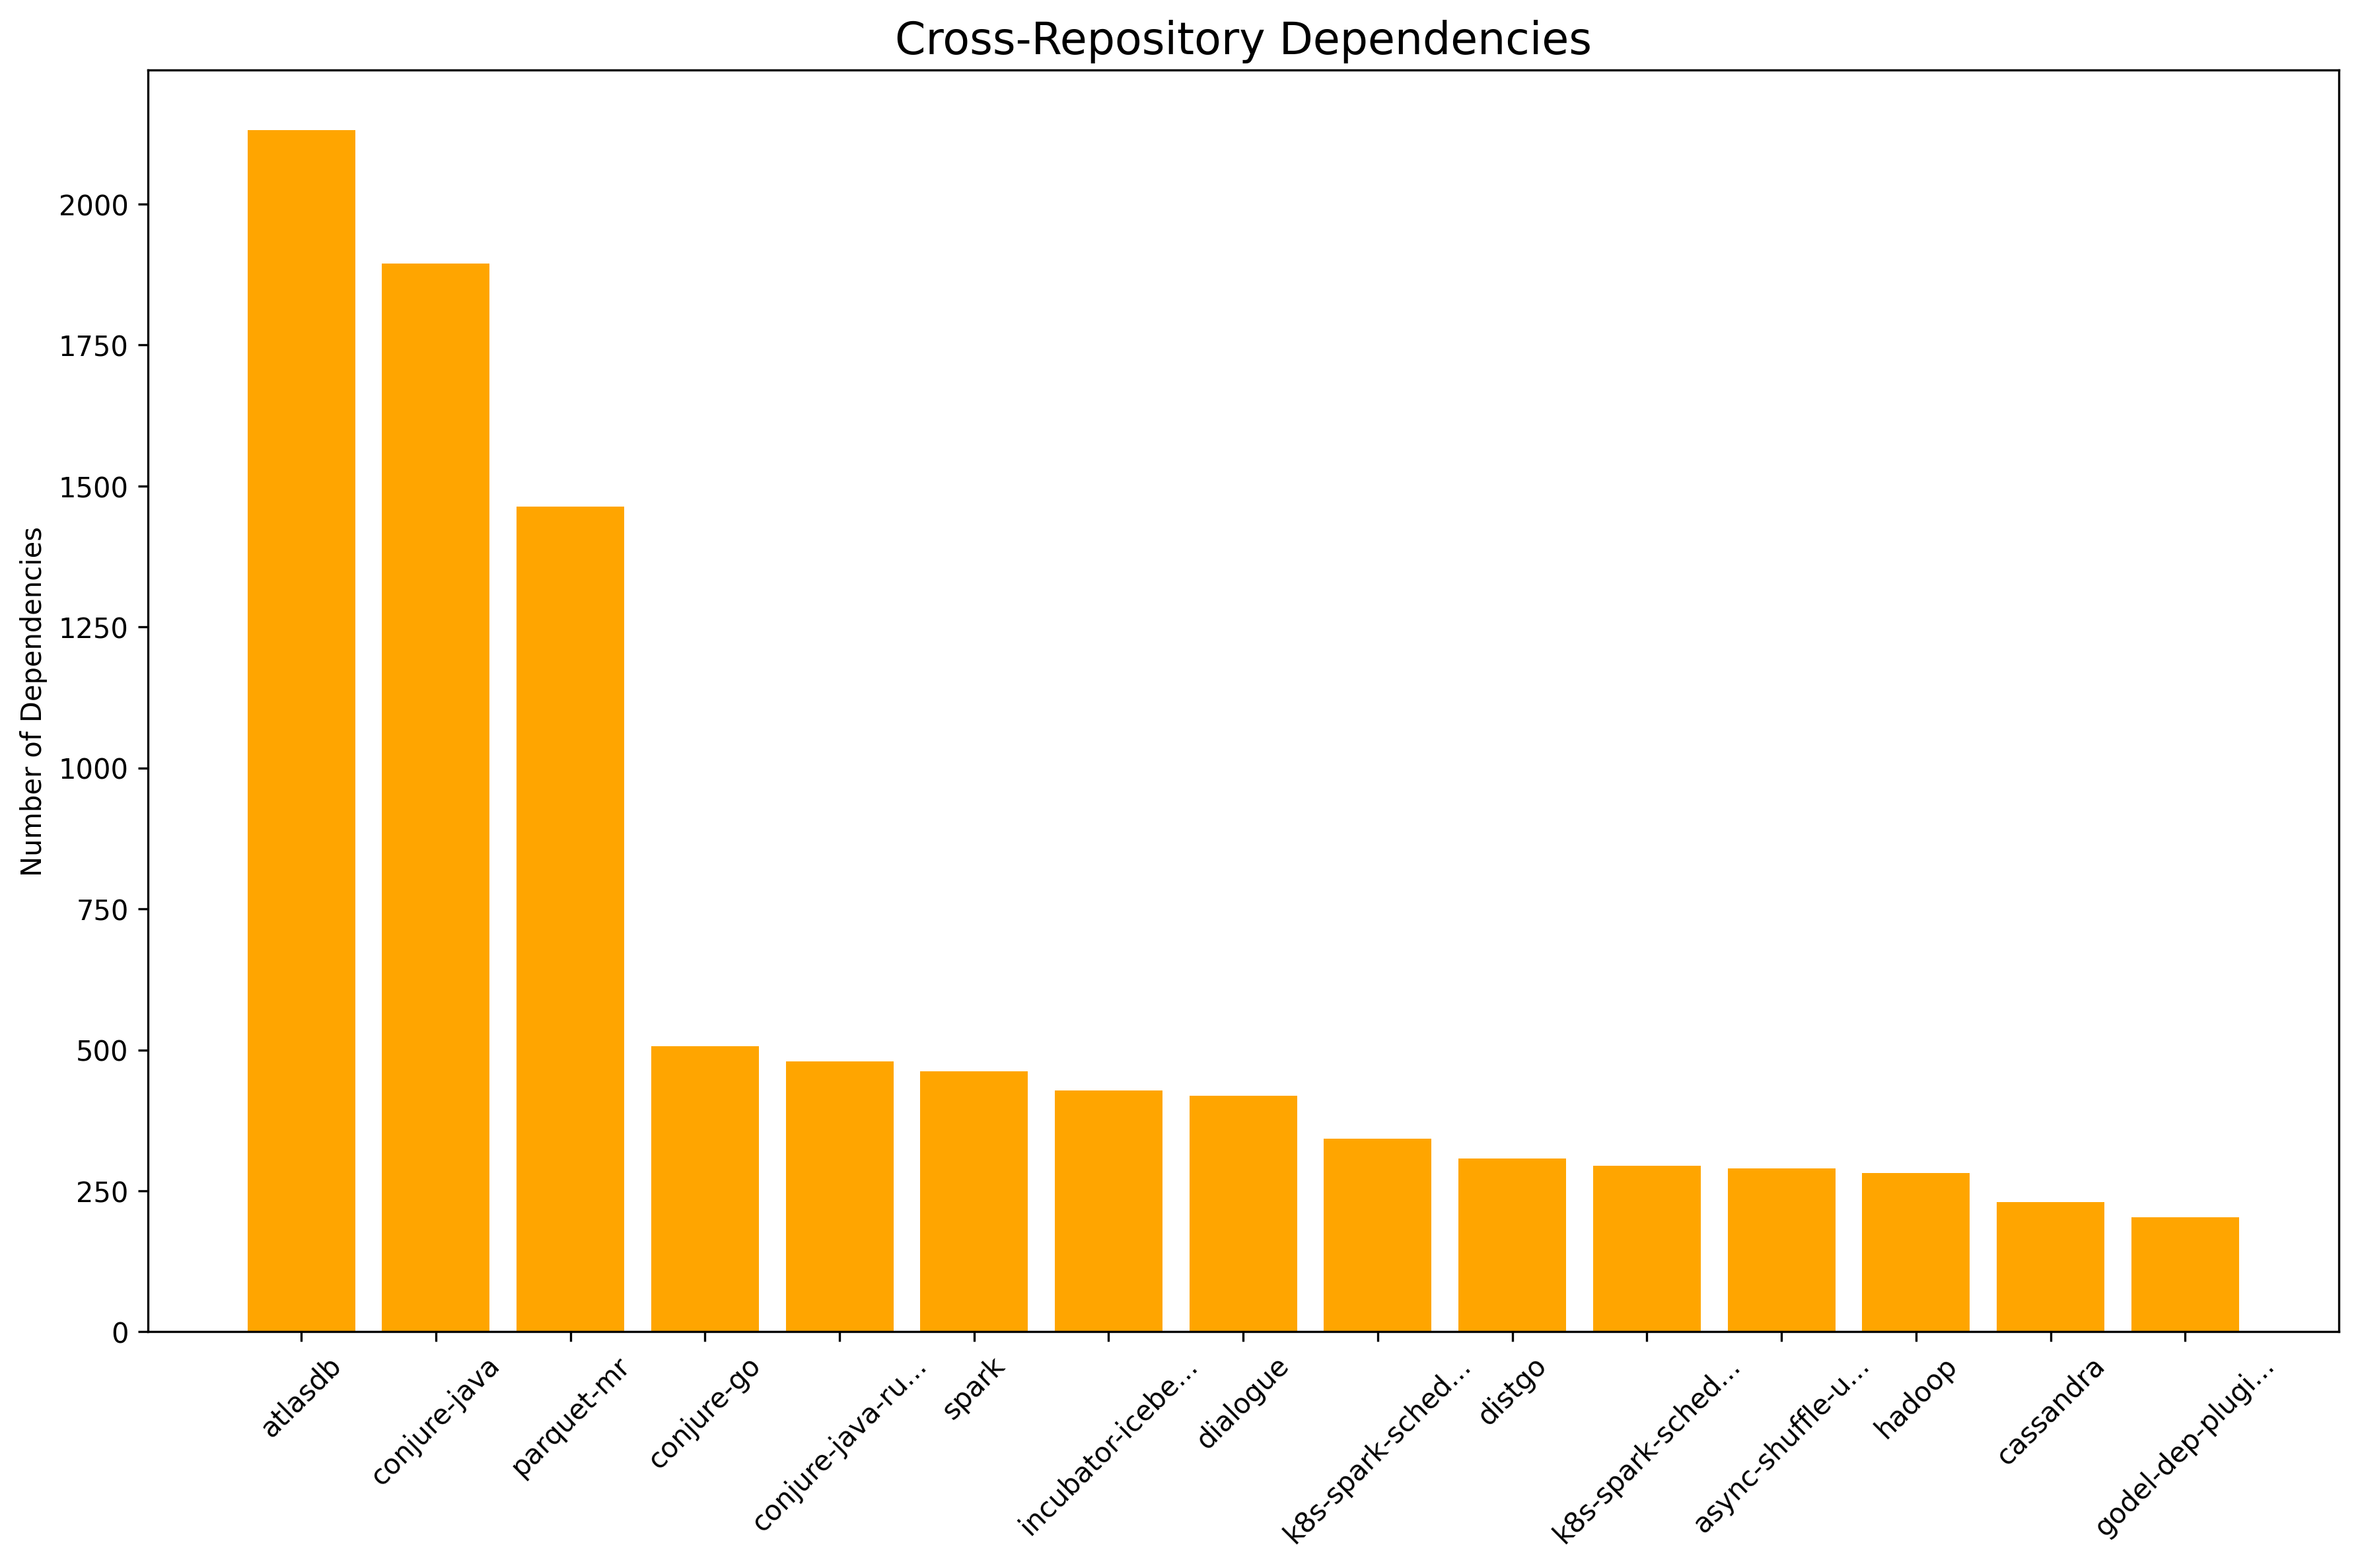 Cross-Repository Dependencies
Number of Dependencies
2000
1750
1500
1250
1000
750
500
250
0
atlasdb
conjure-java
parquet-mr
conjure-go
conjure-java-ru...
spark
incubator-icebe...
dialogue
k8s-spark-sched...
distgo
k8s-spark-sched...
async-shuffle-u...
hadoop
cassandra
godel-dep-plugi...